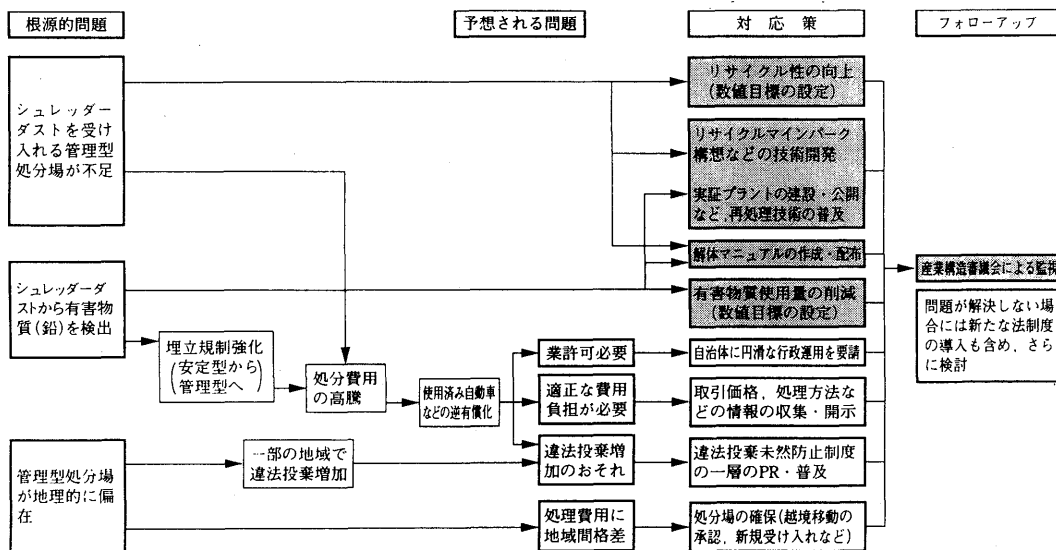 根源的問題
予想される問題
対応策
フォローアップ
シュレッダー
ダストを受け
入れる管理型
処分場が不足
リサイクル性の向上
(数値目標の設定)
リサイクルマインパーク
構想などの技術開発
実証プラントの建設・公開
など,再処理技術の普及
解体マニュアルの作成・配布
産業構造審議会による監視
シュレッダーダ
ストから有害物
質(鉛)を検出
有害物質使用量の削減
(数値目標の設定)
問題が解決しない場
合には新たな法制度
の導入も含め,さら
に検討
埋立規制強化
(安定型から
管理型へ)
処分費用
の高騰
使用済み自動車
などの逆有償化
業許可必要
自治体に円滑な行政運用を要請
適正な費用
負担が必要
取引価格,処理方法な
どの情報の収集・開示
管理型処分場
が地理的に偏
在
一部の地域で
違法投棄増加
違法投棄増
加のおそれ
違法投棄未然防止制度
の一層のPR・普及
処理費用に
地域間格差
処分場の確保(越境移動の
承認,新規受け入れなど)